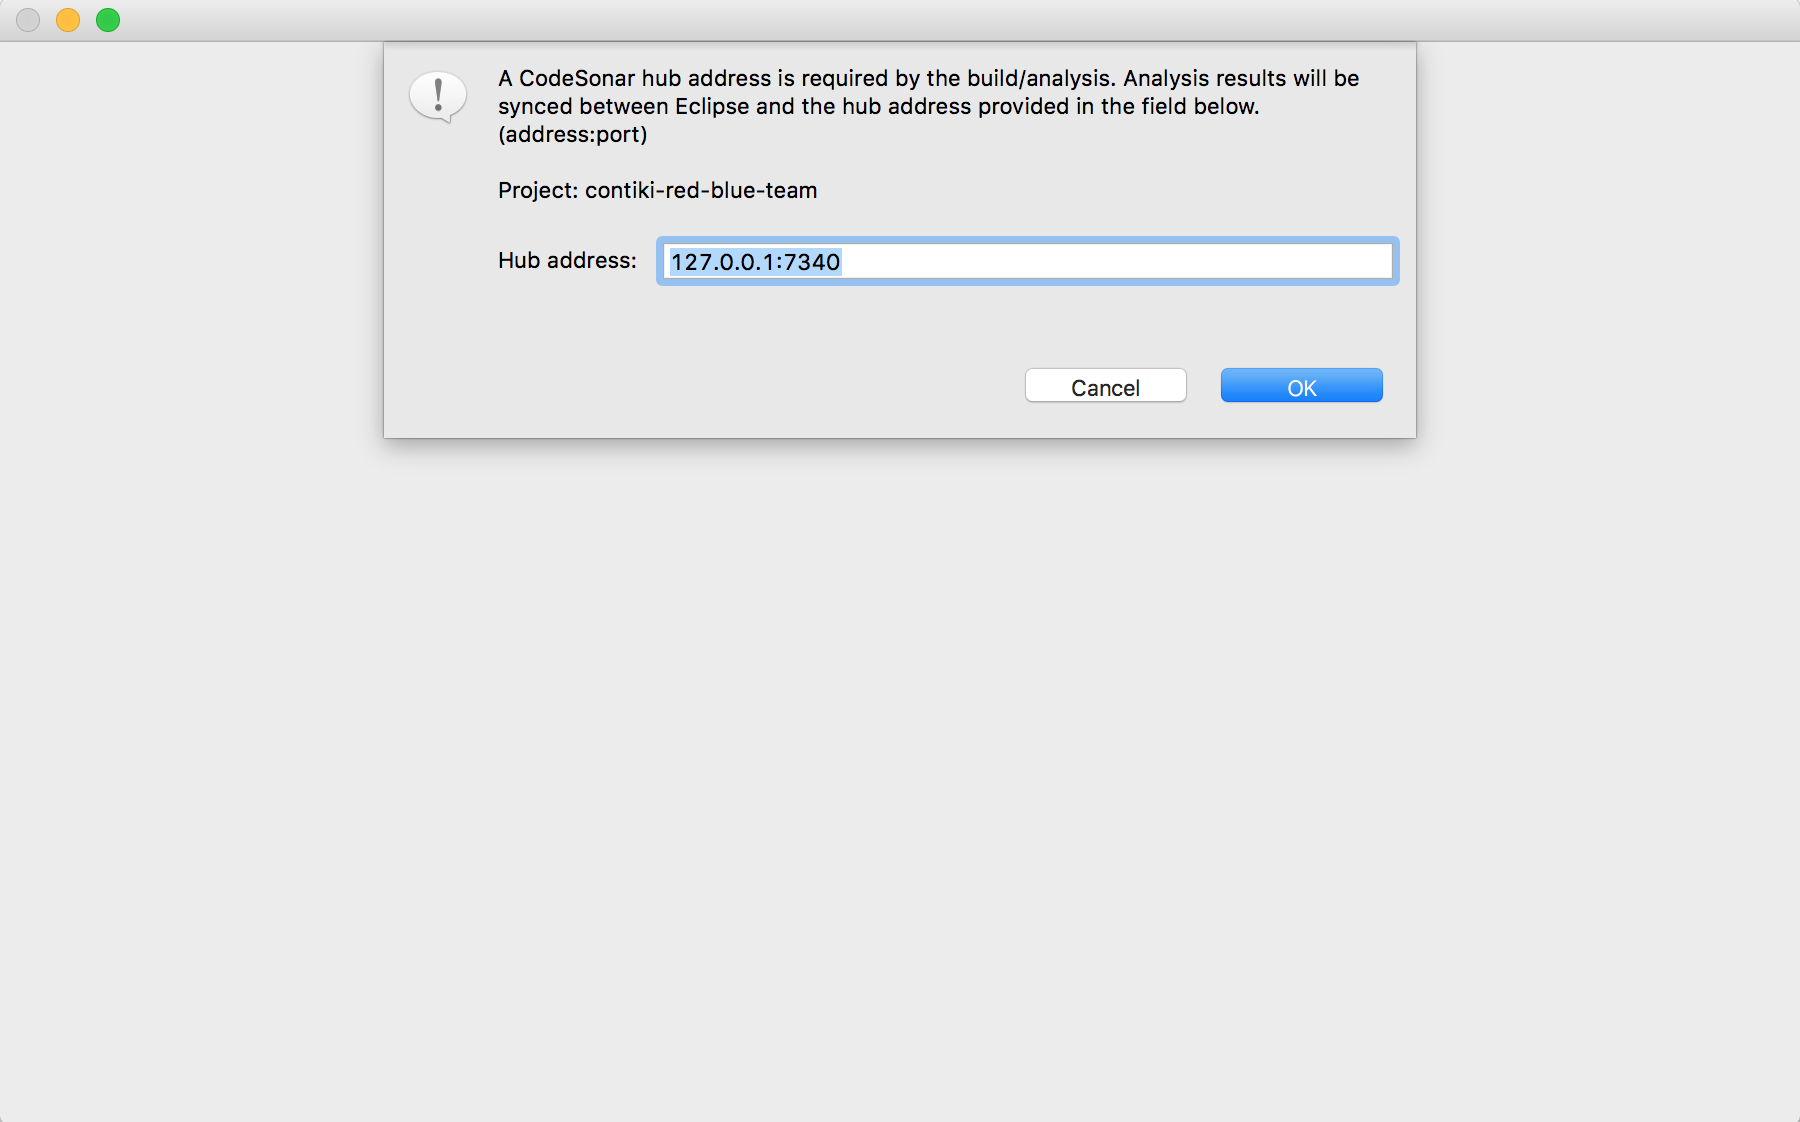 A CodeSonar hub address is required by the build/analysis. Analysis results will be
synced between Eclipse and the hub address provided in the field below.
(address:port)
Project: contiki-red-blue-team
Hub address: 127.0.0.1:7340
Cancel OK